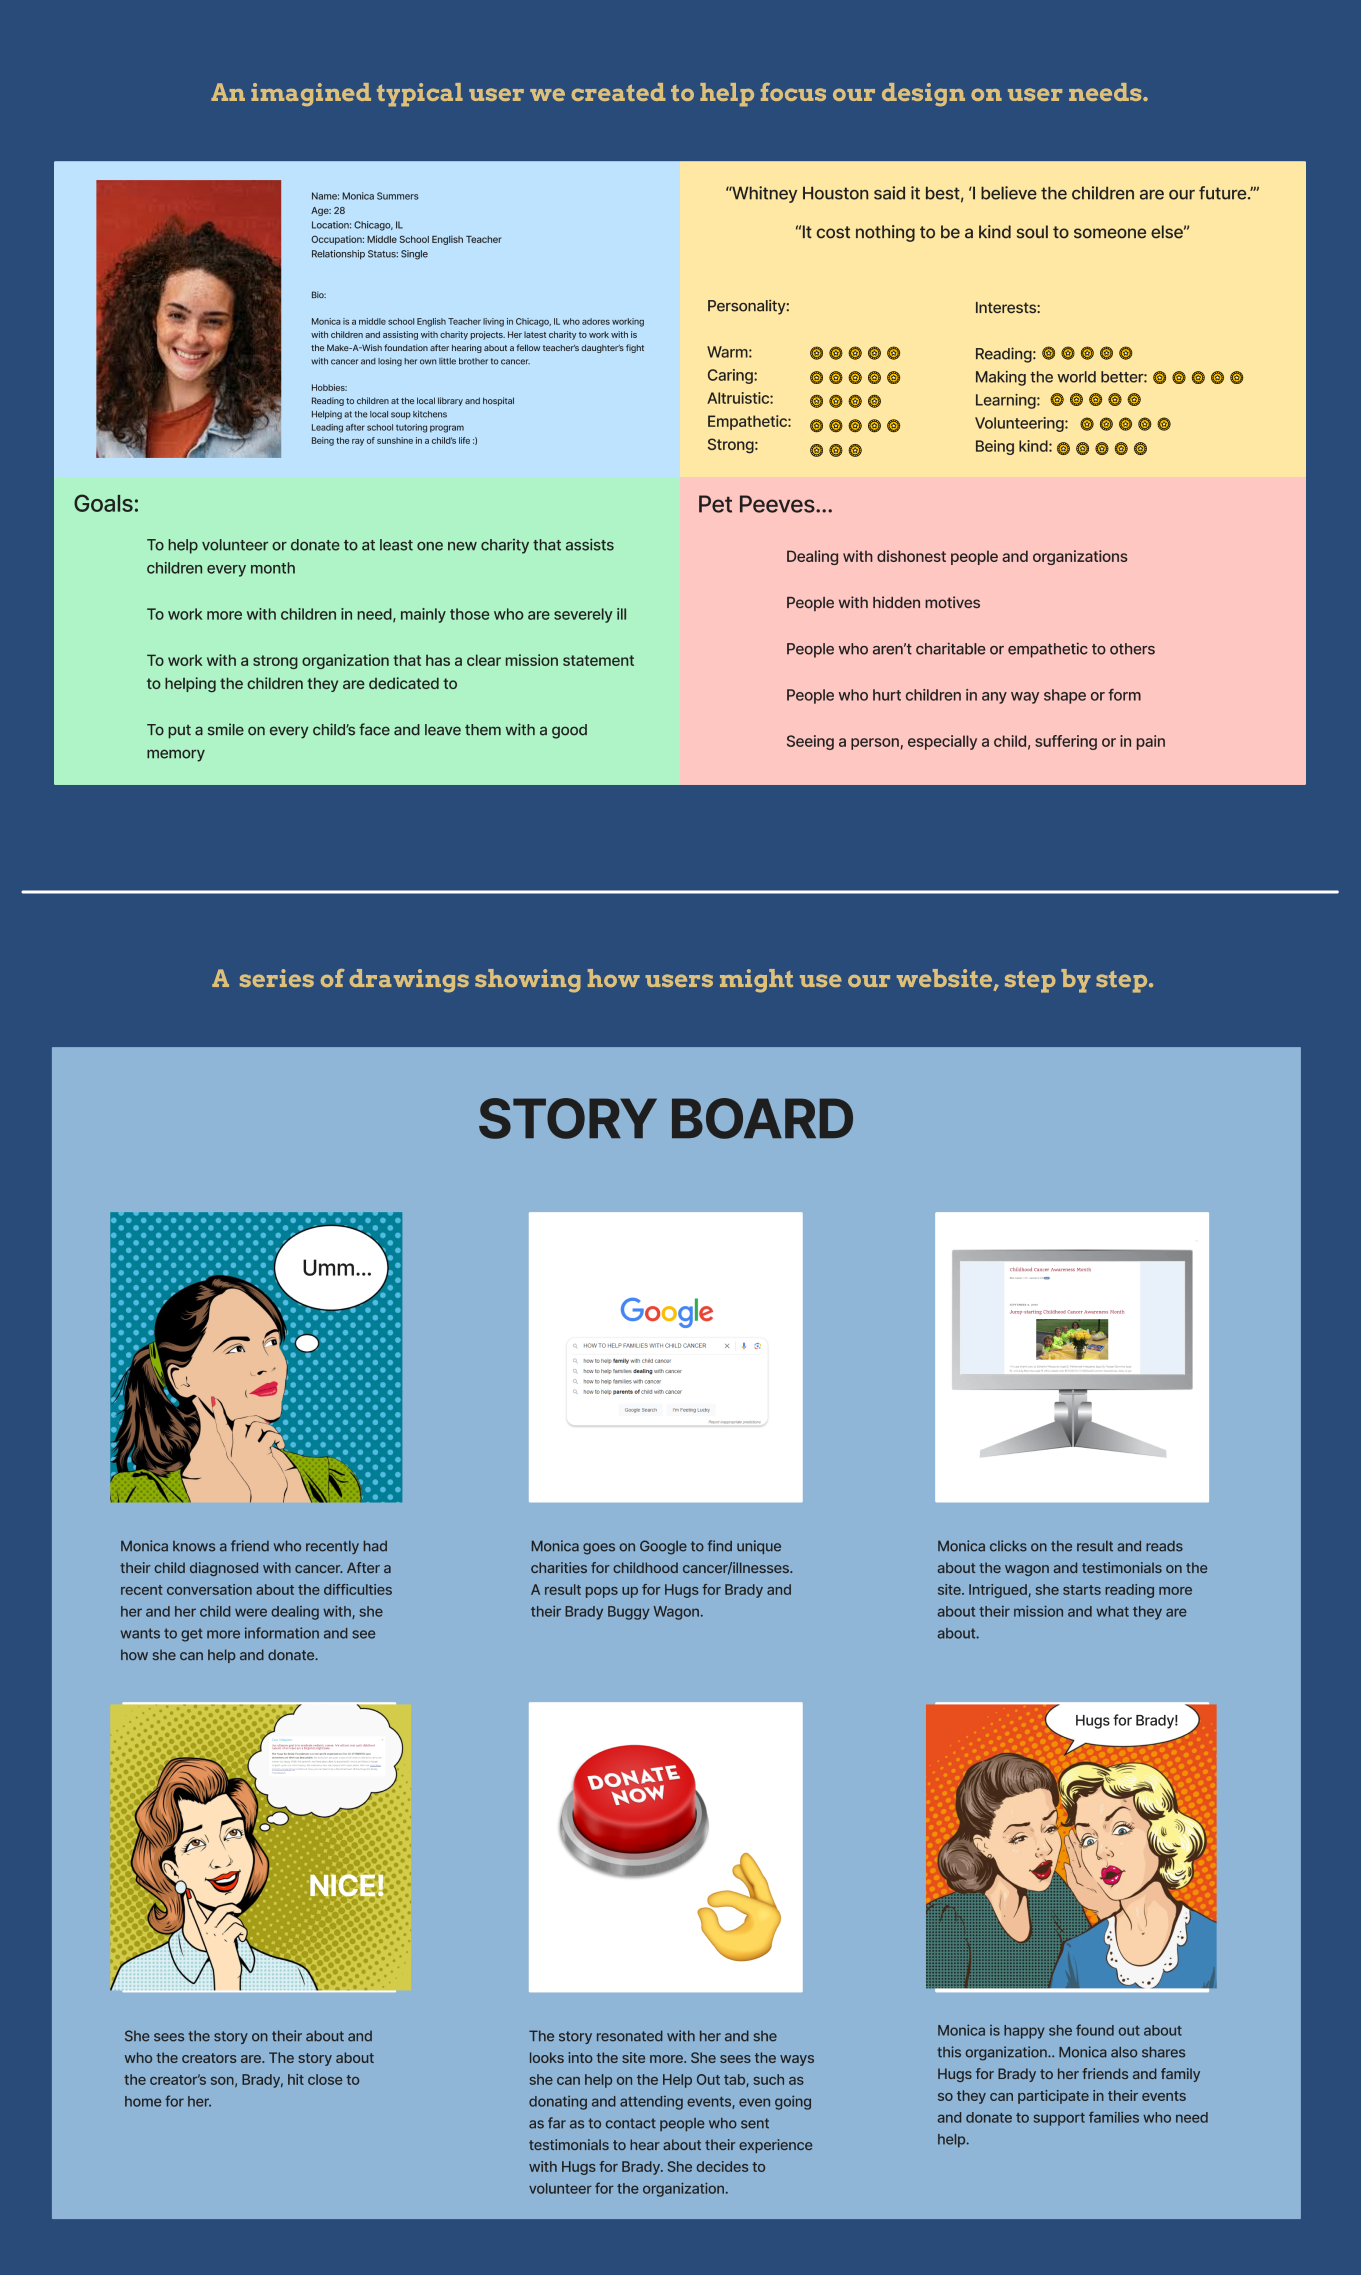 An imagined typical user we created to help focus our design on user needs.
Name: Monica Summers
Age: 28
Location: Chicago, IL
Occupation: Middle School English Teacher
Relationship Status: Single
Bio:
Monica is a middle school English Teacher living in Chicago, IL who adores working
with children and assisting with charity projects. Her latest charity to work with is
the Make-A-Wish foundation after hearing about a fellow teacher's daughter's fight
with cancer and losing her own little brother to cancer.
Hobbies:
Reading to children at the local library and hospital
Helping at the local soup kitchens
Leading after school tutoring program
Being the ray of sunshine in a child's life :)
“Whitney Houston said it best, ‘I believe the children are our future.’”
“It cost nothing to be a kind soul to someone else”
Personality:
Warm:
Caring:
Altruistic:
Empathetic:
Strong:
Interests:
Reading:
Making the world better:
Learning:
Volunteering:
Being kind:
Goals:
To help volunteer or donate to at least one new charity that assists
children every month
To work more with children in need, mainly those who are severely ill
To work with a strong organization that has a clear mission statement
to helping the children they are dedicated to
To put a smile on every child's face and leave them with a good
memory
Pet Peeves...
Dealing with dishonest people and organizations
People with hidden motives
People who aren't charitable or empathetic to others
People who hurt children in any way shape or form
Seeing a person, especially a child, suffering or in pain
A series of drawings showing how users might use our website, step by step.
STORY BOARD
Umm...
Google
HOW TO HELP FAMILIES WITH CHILD CANCER
how to help family with child cancer
how to help families dealing with cancer
how to help families with cancer
how to help parents of child with cancer
Google Search
I'm Feeling Lucky
Report inappropriate predictions
Childhood Cancer Awareness Month
Jump-starting Childhood Cancer Awareness Month
Monica knows a friend who recently had
their child diagnosed with cancer. After a
recent conversation about the difficulties
her and her child were dealing with, she
wants to get more information and see
how she can help and donate.
Monica goes on Google to find unique
charities for childhood cancer/illnesses.
A result pops up for Hugs for Brady and
their Brady Buggy Wagon.
Monica clicks on the result and reads
about the wagon and testimonials on the
site. Intrigued, she starts reading more
about their mission and what they are
about.
NICE!
DONATE
NOW
Hugs for Brady!
She sees the story on their about and
who the creators are. The story about
the creator's son, Brady, hit close to
home for her.
The story resonated with her and she
looks into the site more. She sees the ways
she can help on the Help Out tab, such as
donating and attending events, even going
as far as to contact people who sent
testimonials to hear about their experience
with Hugs for Brady. She decides to
volunteer for the organization.
Monica is happy she found out about
this organization.. Monica also shares
Hugs for Brady to her friends and family
so they can participate in their events
and donate to support families who need
help.